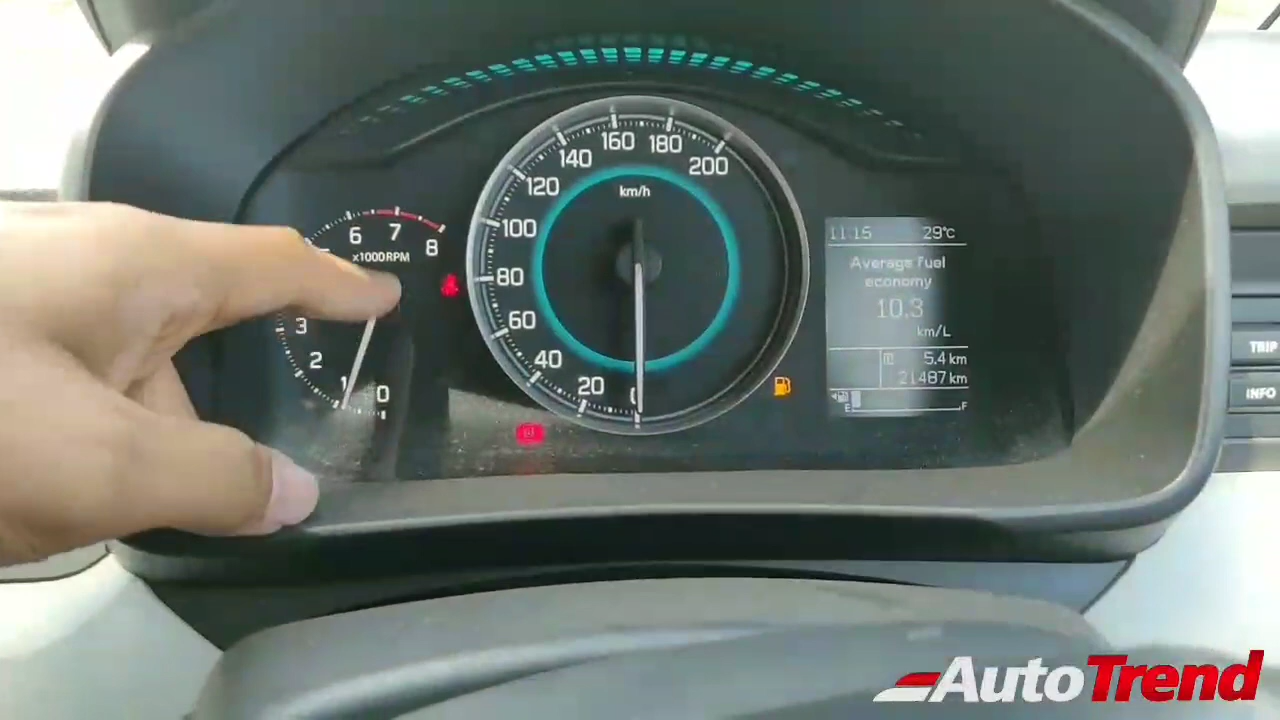 6 7 8
x1000RPM
3
2
1
0
0 20 40 60 80 100 120 140 160 180 200
km/h
11:15 29°C
Average fuel
economy
10.3
km/L
5.4 km
21487 km
E F
TRIP
INFO
AutoTrend